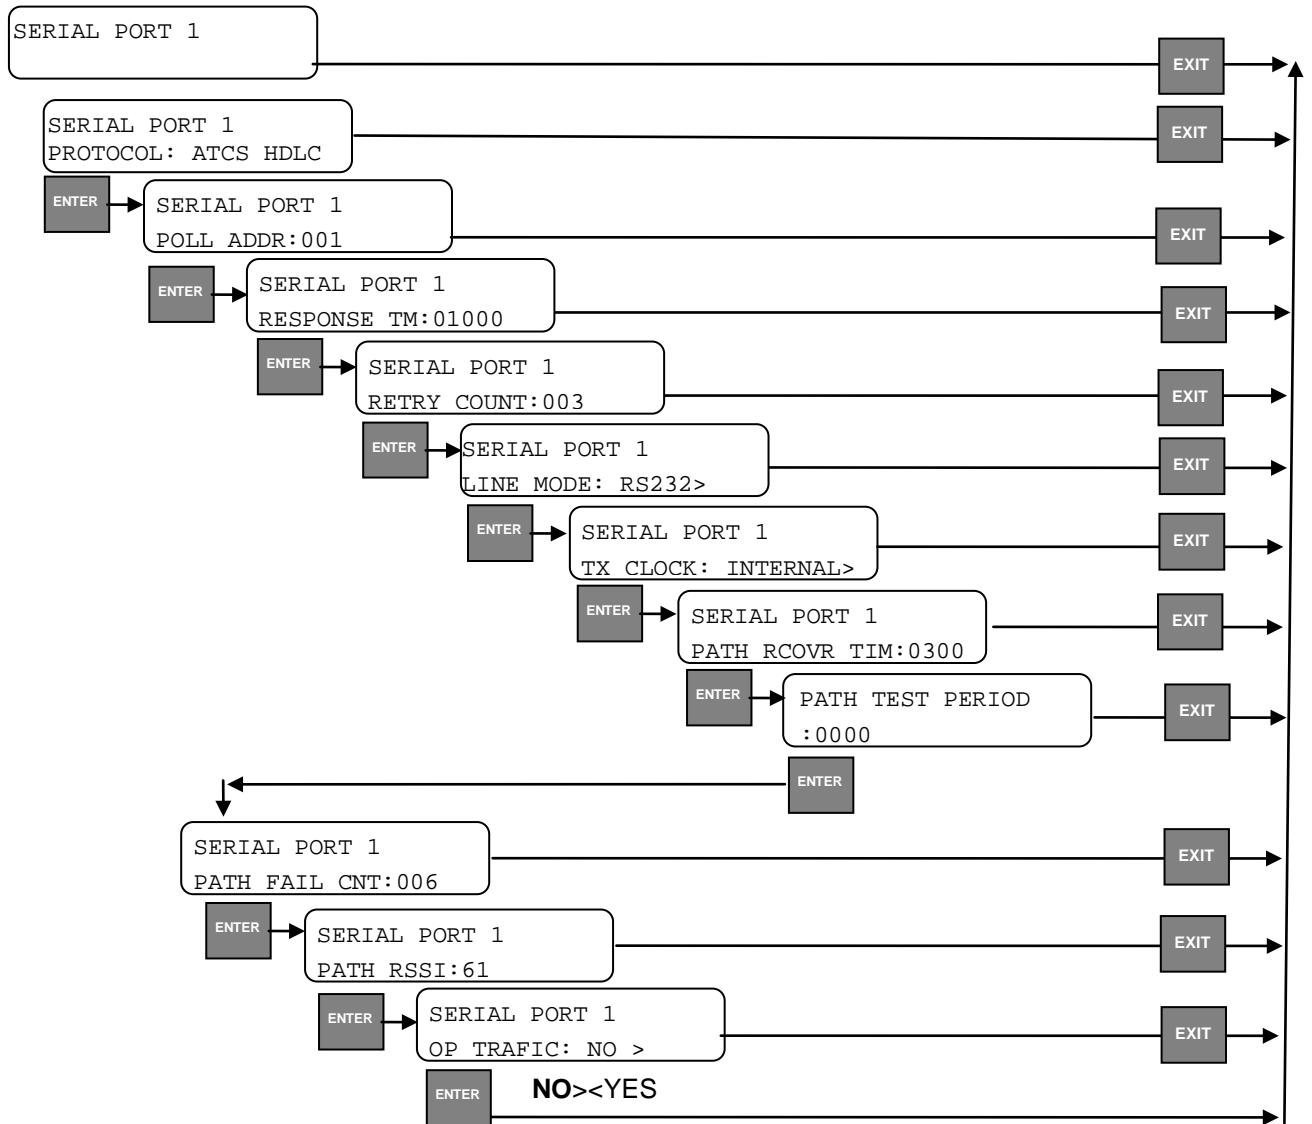 SERIAL PORT 1
EXIT
SERIAL PORT 1
PROTOCOL: ATCS HDLC
EXIT
ENTER
SERIAL PORT 1
POLL ADDR:001
EXIT
ENTER
SERIAL PORT 1
RESPONSE TM:01000
EXIT
ENTER
SERIAL PORT 1
RETRY COUNT:003
EXIT
ENTER
SERIAL PORT 1
LINE MODE: RS232>
EXIT
ENTER
SERIAL PORT 1
TX CLOCK: INTERNAL>
EXIT
ENTER
SERIAL PORT 1
PATH RCOVR TIM:0300
EXIT
ENTER
PATH TEST PERIOD
:0000
EXIT
ENTER
SERIAL PORT 1
PATH FAIL CNT:006
EXIT
ENTER
SERIAL PORT 1
PATH RSSI:61
EXIT
ENTER
SERIAL PORT 1
OP TRAFIC: NO >
EXIT
ENTER
NO><YES